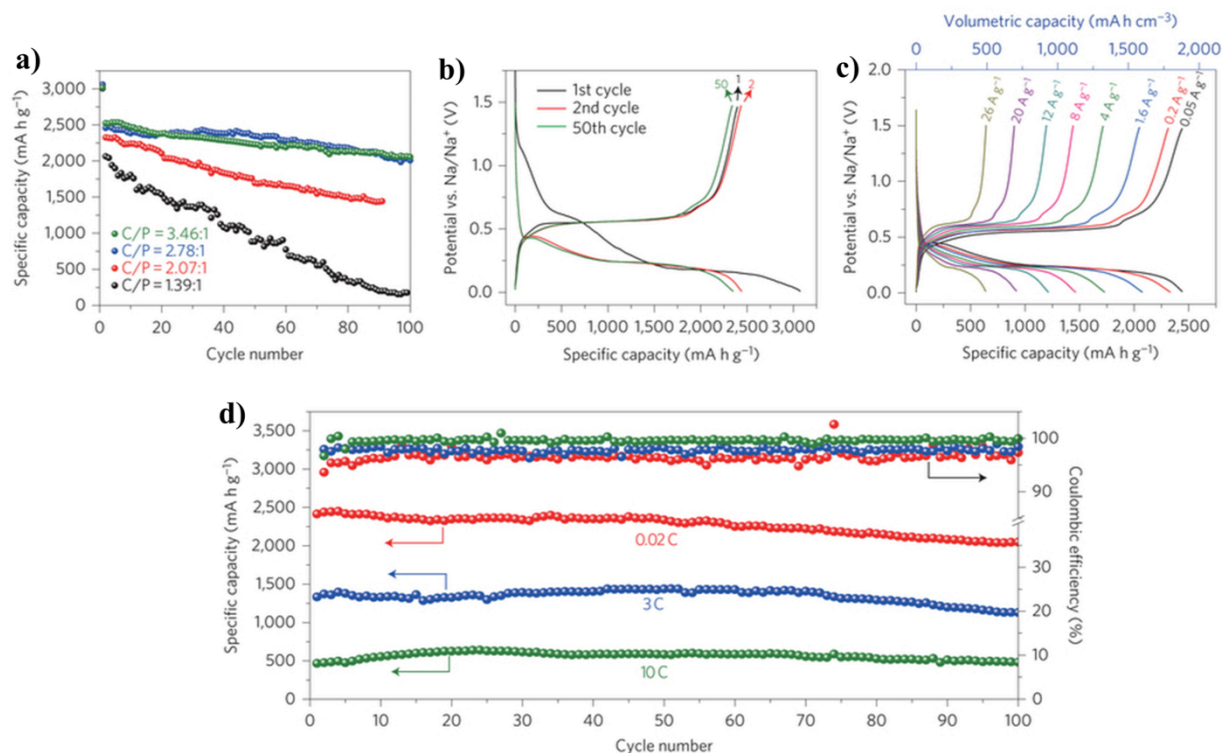 a)
Specific capacity (mA h g⁻¹)
3,500
3,000
2,500
2,000
1,500
1,000
500
0
C/P = 3.46:1
C/P = 2.78:1
C/P = 2.07:1
C/P = 1.39:1
0 20 40 60 80 100
Cycle number
b)
Potential vs. Na/Na⁺ (V)
1.5
1.0
0.5
0.0
1st cycle
2nd cycle
50th cycle
50 1 2
0 500 1,000 1,500 2,000 2,500 3,000
Specific capacity (mA h g⁻¹)
c)
Volumetric capacity (mA h cm⁻³)
0 500 1,000 1,500 2,000
Potential vs. Na/Na⁺ (V)
2.0
1.5
1.0
0.5
0.0
26 A g⁻¹
20 A g⁻¹
12 A g⁻¹
8 A g⁻¹
4 A g⁻¹
1.6 A g⁻¹
0.2 A g⁻¹
0.05 A g⁻¹
0 500 1,000 1,500 2,000 2,500
Specific capacity (mA h g⁻¹)
d)
Specific capacity (mA h g⁻¹)
3,500
3,000
2,500
2,000
1,500
1,000
500
0
0.02 C
3 C
10 C
100
90
30
20
10
0
Coulombic efficiency (%)
0 10 20 30 40 50 60 70 80 90 100
Cycle number